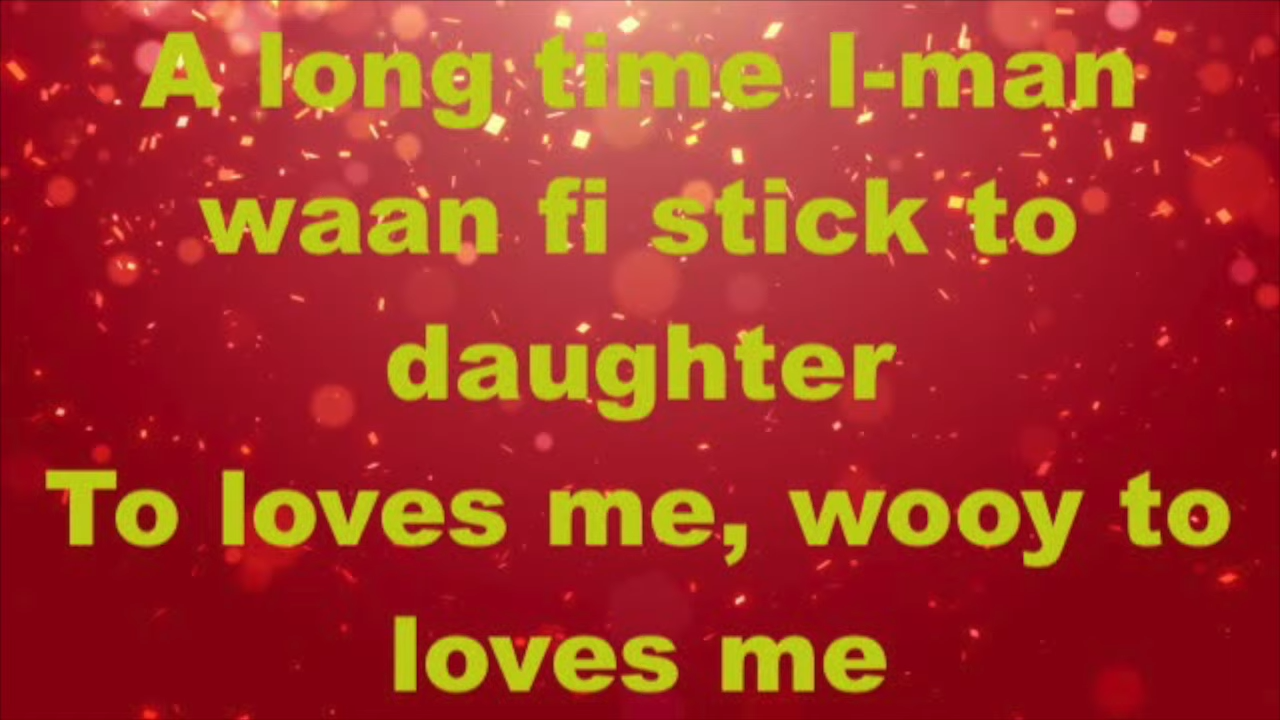 A long time I-man
waan fi stick to
daughter
To loves me, wooy to
loves me